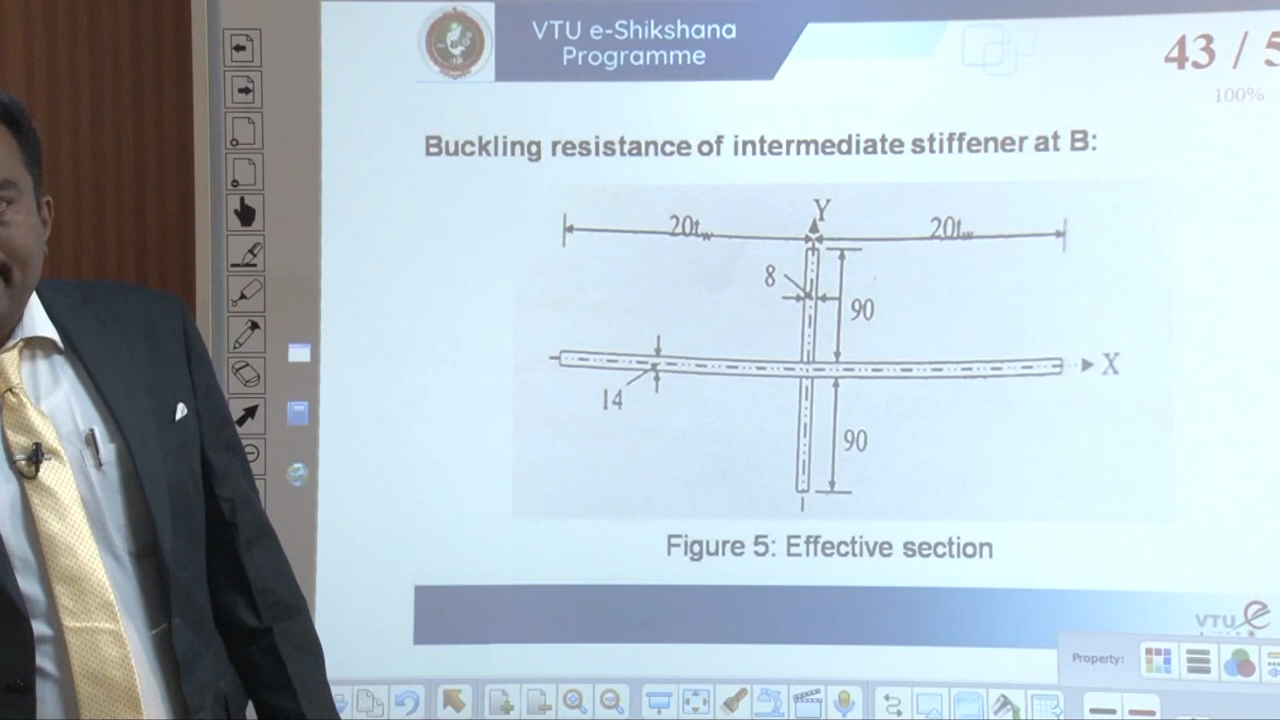 VTU e-Shikshana
Programme
43 / 5
100%
Buckling resistance of intermediate stiffener at B:
Y
20tw
20tw
8
90
X
14
90
Figure 5: Effective section
VTU e
Property: